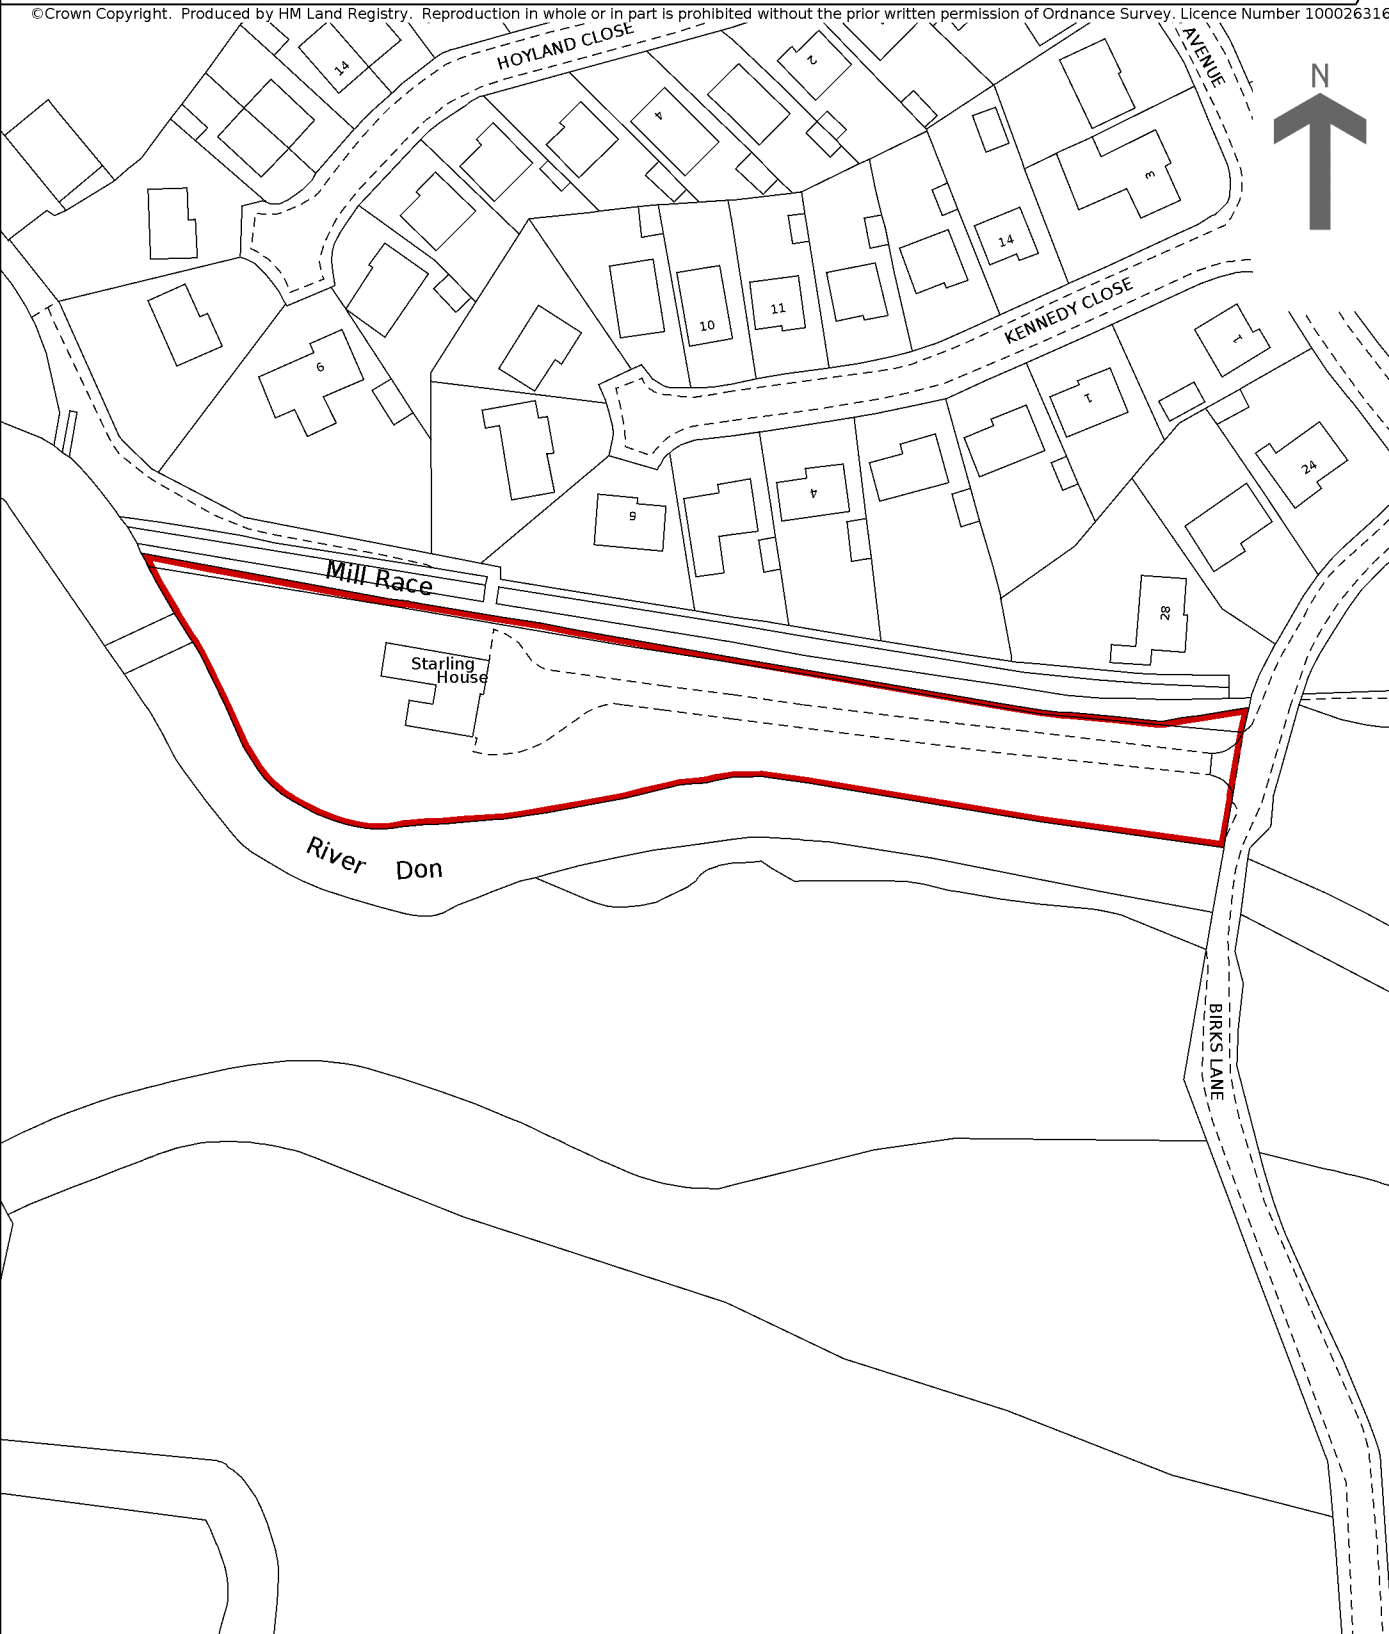 ©Crown Copyright. Produced by HM Land Registry. Reproduction in whole or in part is prohibited without the prior written permission of Ordnance Survey. Licence Number 100026316
HOYLAND CLOSE
AVENUE
N
14
2
4
3
14
KENNEDY CLOSE
11
10
1
6
1
24
4
9
28
Mill Race
Starling
House
River Don
BIRKS LANE